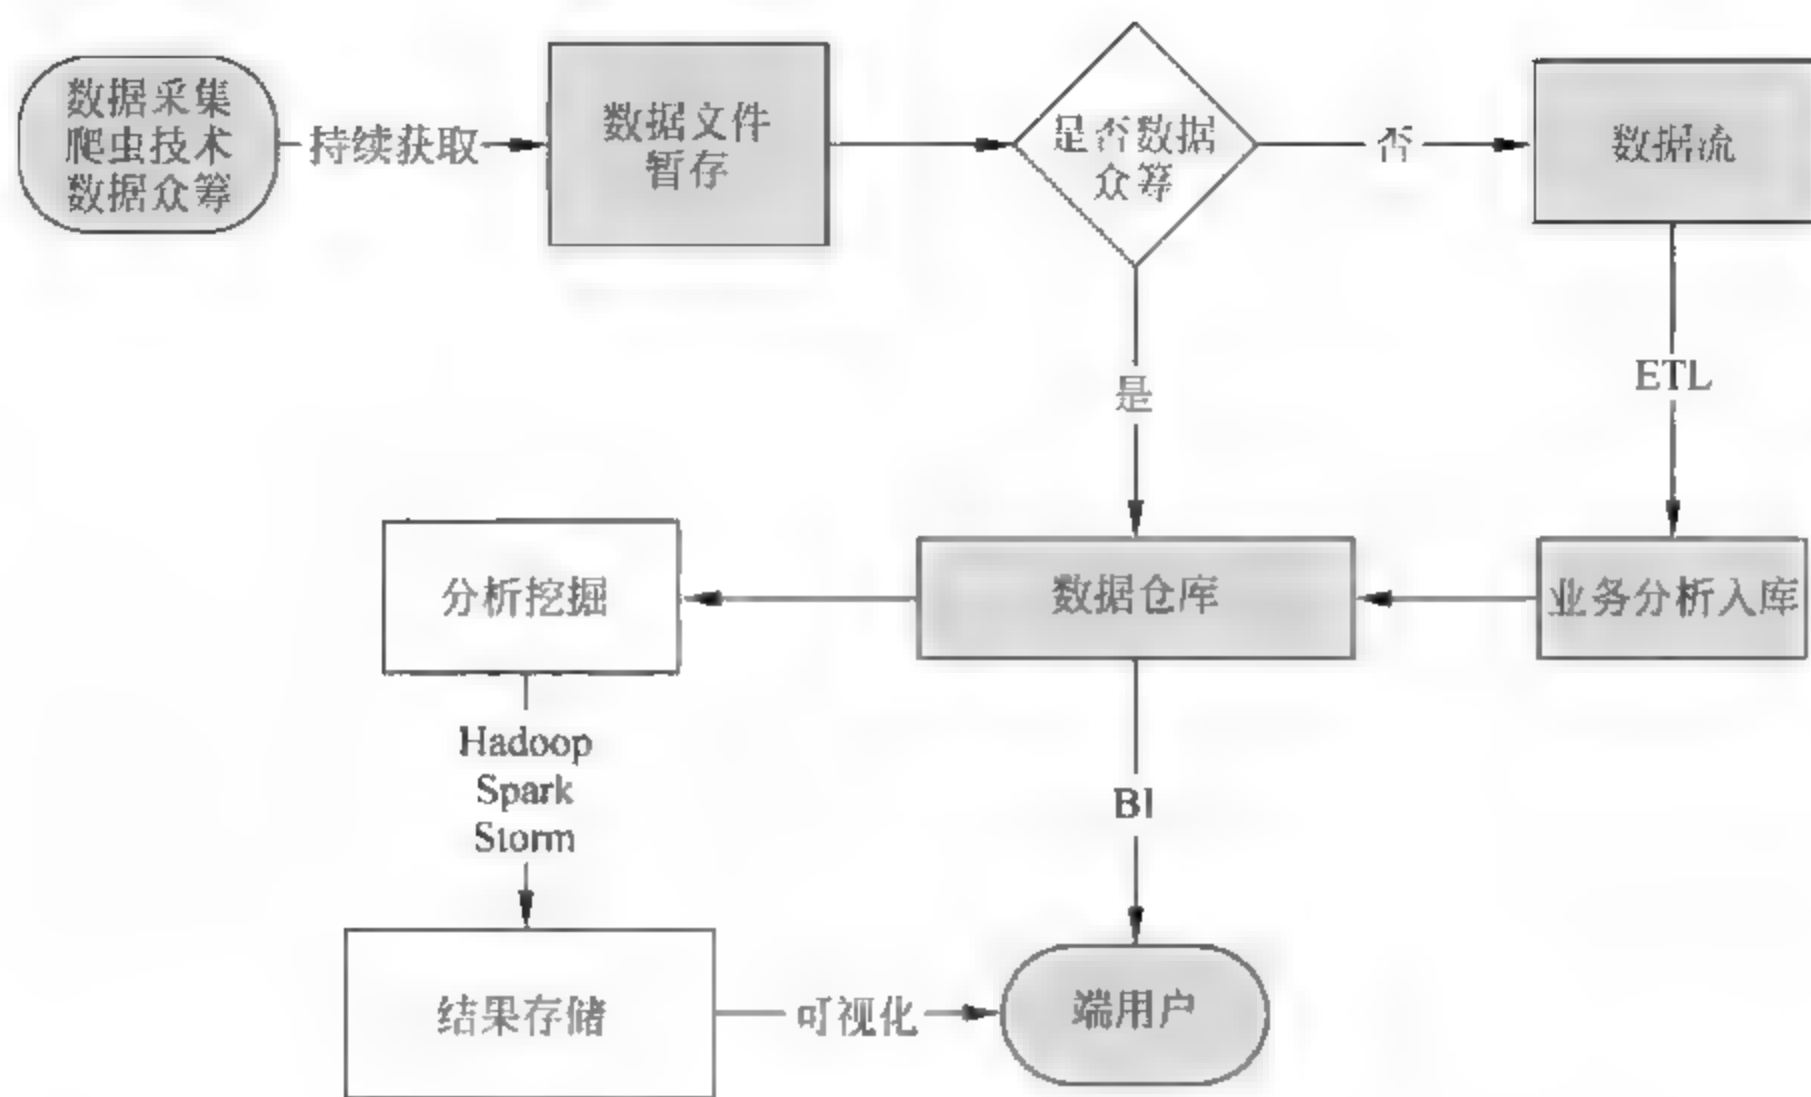 数据采集
爬虫技术
数据众筹
持续获取
数据文件
暂存
是否数据
众筹
否
数据流
是
ETL
分析挖掘
数据仓库
业务分析入库
Hadoop
Spark
Storm
BI
结果存储
可视化
端用户